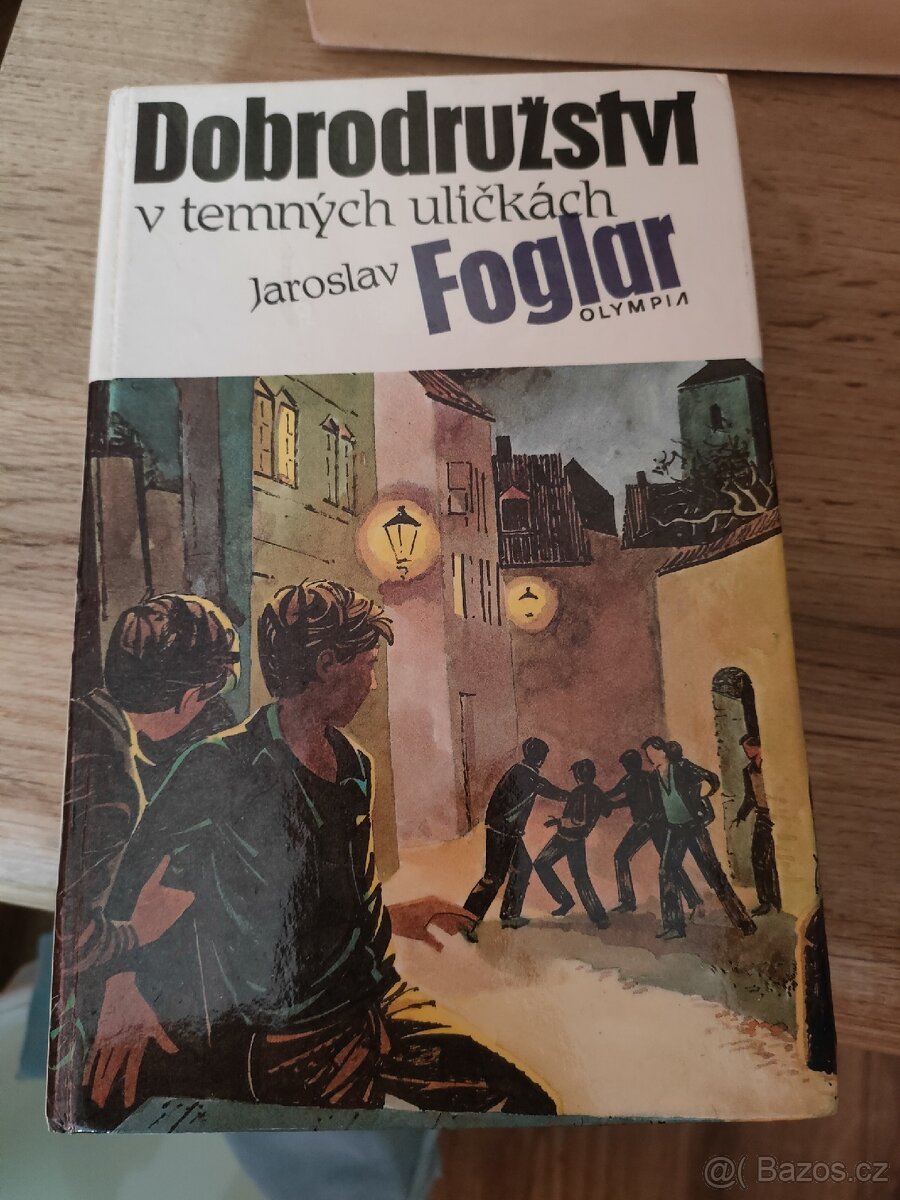 Dobrodružství
v temných uličkách
Jaroslav Foglar
OLYMPIA
@( Bazos.cz